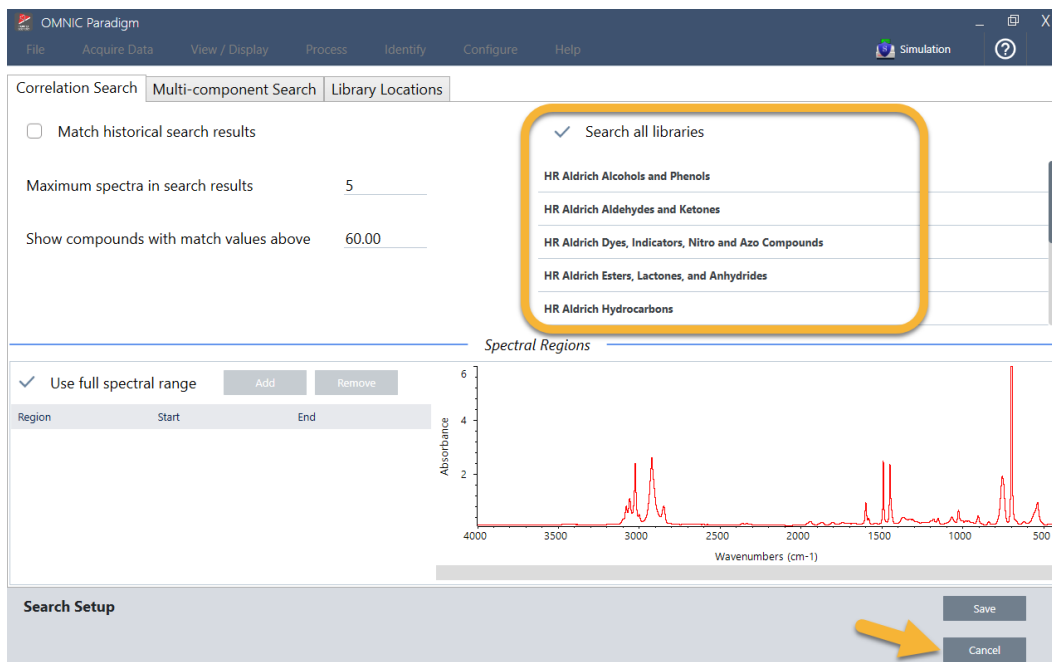 OMNIC Paradigm
File Acquire Data View / Display Process Identify Configure Help Simulation
Correlation Search Multi-component Search Library Locations
Match historical search results
Maximum spectra in search results 5
Show compounds with match values above 60.00
Search all libraries
HR Aldrich Alcohols and Phenols
HR Aldrich Aldehydes and Ketones
HR Aldrich Dyes, Indicators, Nitro and Azo Compounds
HR Aldrich Esters, Lactones, and Anhydrides
HR Aldrich Hydrocarbons
Spectral Regions
Use full spectral range Add Remove
Region Start End
6
4
2
Absorbance
4000 3500 3000 2500 2000 1500 1000 500
Wavenumbers (cm-1)
Search Setup
Save
Cancel